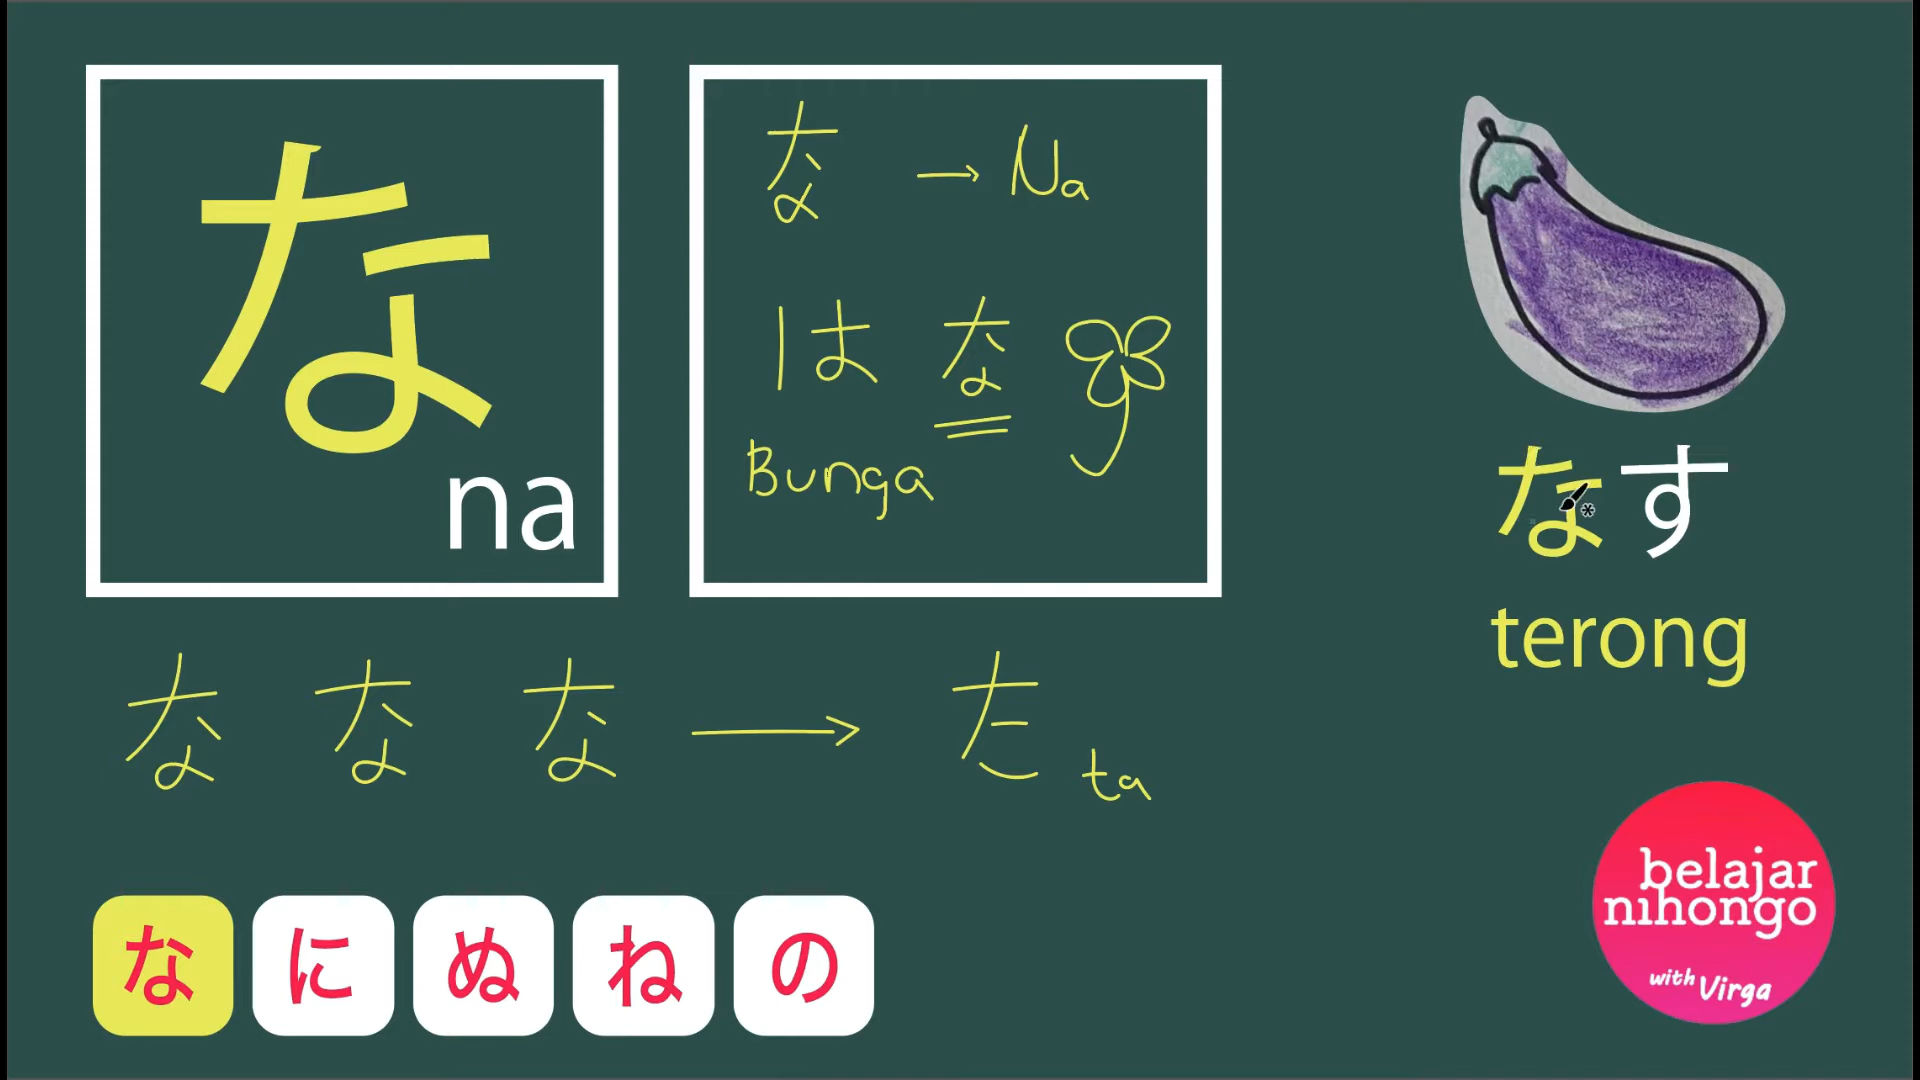 な
na
な → Na
はな
Bunga
なす
terong
な な な → た ta
な に ぬ ね の
belajar
nihongo
with Virga